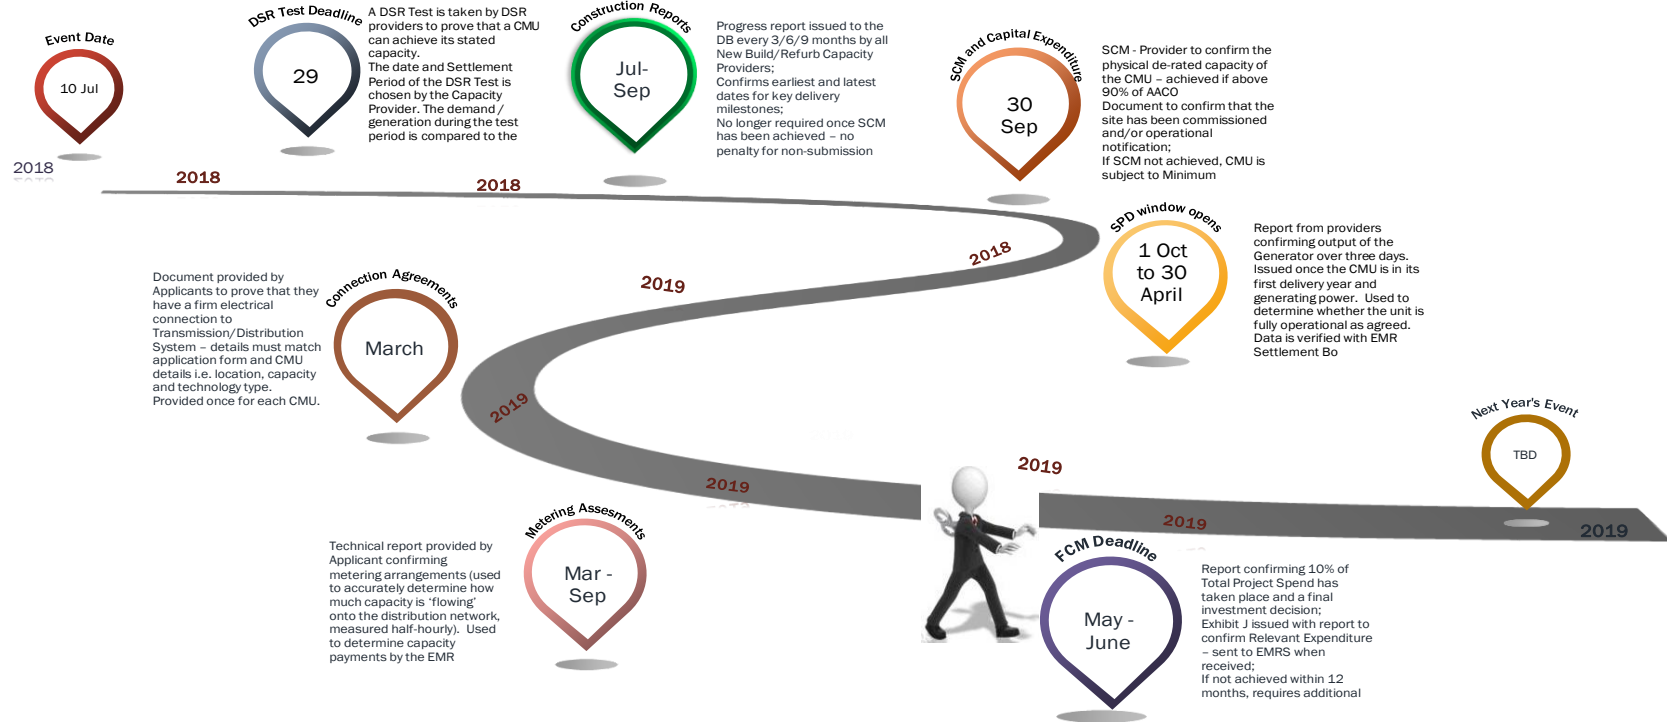 Event Date
10 Jul
2018
DSR Test Deadline
29
A DSR Test is taken by DSR
providers to prove that a CMU
can achieve its stated
capacity.
The date and Settlement
Period of the DSR Test is
chosen by the Capacity
Provider. The demand /
generation during the test
period is compared to the
Construction Reports
Jul-
Sep
Progress report issued to the
DB every 3/6/9 months by all
New Build/Refurb Capacity
Providers;
Confirms earliest and latest
dates for key delivery
milestones;
No longer required once SCM
has been achieved – no
penalty for non-submission
SCM and Capital Expenditure
30
Sep
SCM - Provider to confirm the
physical de-rated capacity of
the CMU – achieved if above
90% of AACO
Document to confirm that the
site has been commissioned
and/or operational
notification;
If SCM not achieved, CMU is
subject to Minimum
2018
2018
2018
SPD window opens
1 Oct
to 30
April
Report from providers
confirming output of the
Generator over three days.
Issued once the CMU is in its
first delivery year and
generating power. Used to
determine whether the unit is
fully operational as agreed.
Data is verified with EMR
Settlement Bo
2019
Document provided by
Applicants to prove that they
have a firm electrical
connection to
Transmission/Distribution
System – details must match
application form and CMU
details i.e. location, capacity
and technology type.
Provided once for each CMU.
Connection Agreements
March
2019
2019
2019
Next Year's Event
TBD
2019
2019
Technical report provided by
Applicant confirming
metering arrangements (used
to accurately determine how
much capacity is ‘flowing’
onto the distribution network,
measured half-hourly). Used
to determine capacity
payments by the EMR
Metering Assesments
Mar -
Sep
FCM Deadline
May -
June
Report confirming 10% of
Total Project Spend has
taken place and a final
investment decision;
Exhibit J issued with report to
confirm Relevant Expenditure
– sent to EMRS when
received;
If not achieved within 12
months, requires additional